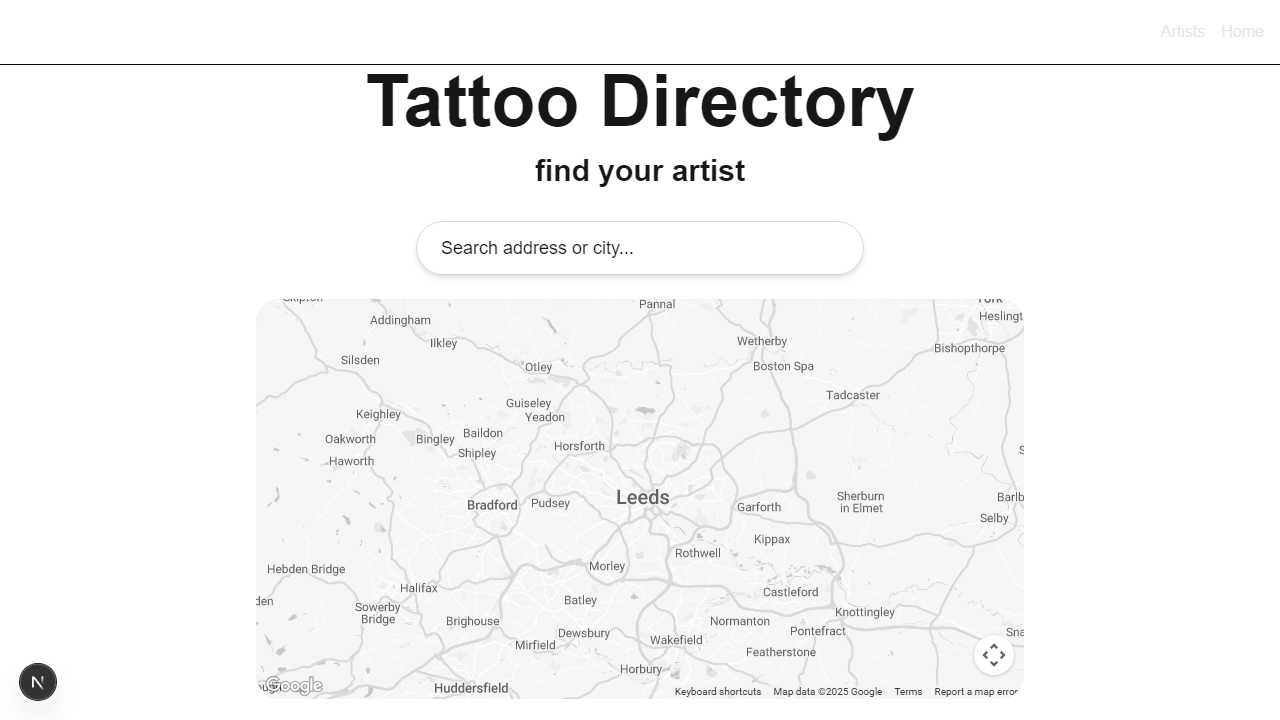 Artists Home
Tattoo Directory
find your artist
Search address or city...
Skipton
Pannal
York
Addingham
Heslingt
Ilkley
Wetherby
Bishopthorpe
Silsden
Otley
Boston Spa
Tadcaster
Guiseley
Keighley
Yeadon
Oakworth
Bingley
Baildon
Horsforth
Shipley
Haworth
Leeds
Bradford
Pudsey
Garforth
Sherburn
in Elmet
Barlb
Selby
Kippax
Rothwell
Morley
Hebden Bridge
Halifax
Castleford
den
Batley
Sowerby
Bridge
Knottingley
Brighouse
Normanton
Dewsbury
Pontefract
Sna
Mirfield
Wakefield
Featherstone
Horbury
Huddersfield
Google
Keyboard shortcuts Map data ©2025 Google Terms Report a map error
N